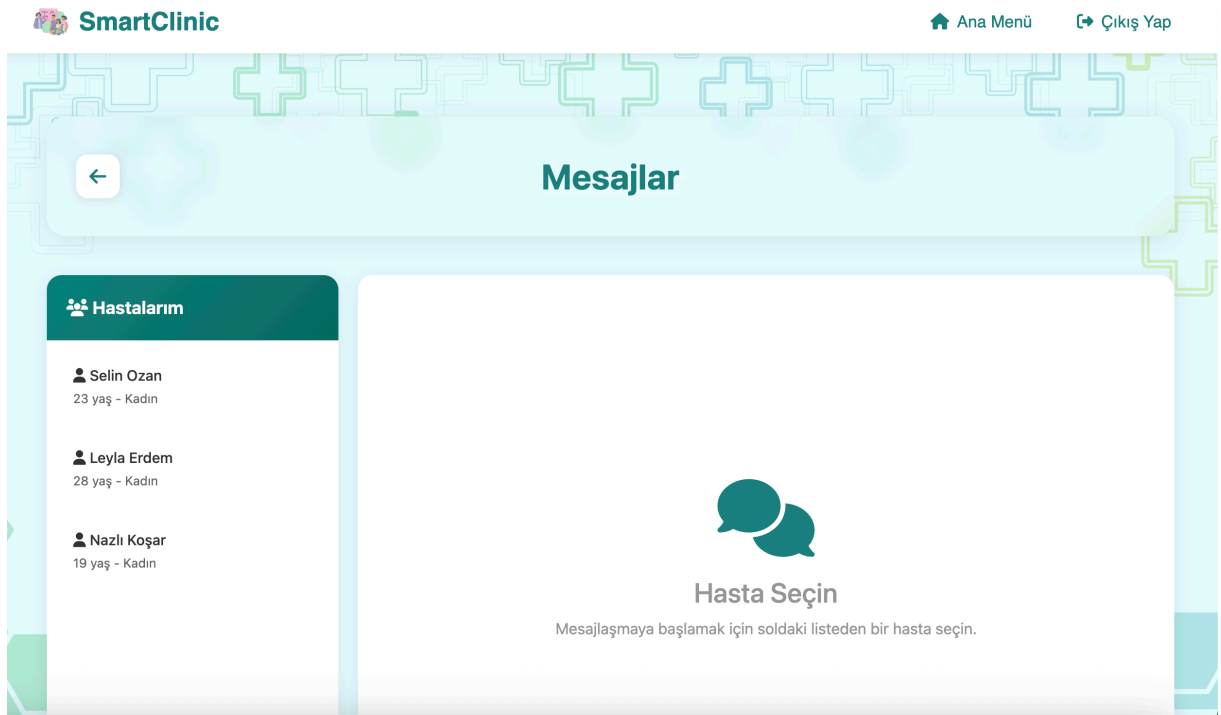 SmartClinic
Ana Menü
Çıkış Yap
Mesajlar
Hastalarım
Selin Ozan
23 yaş - Kadın
Leyla Erdem
28 yaş - Kadın
Nazlı Koşar
19 yaş - Kadın
Hasta Seçin
Mesajlaşmaya başlamak için soldaki listeden bir hasta seçin.